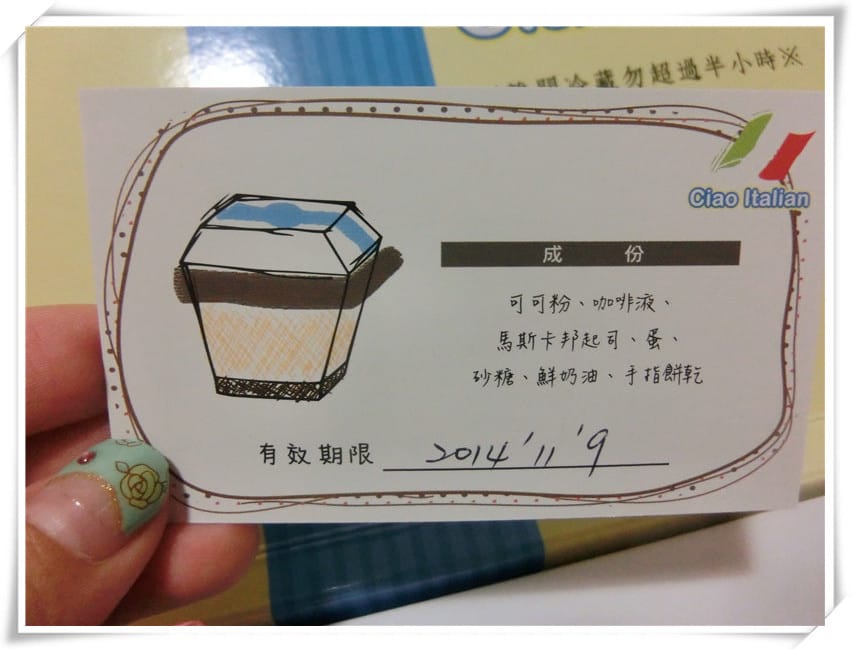 冷藏勿超過半小時※
Ciao Italian
成份
可可粉、咖啡液、
馬斯卡邦起司、蛋、
砂糖、鮮奶油、手指餅乾
有效期限 2014'11'9